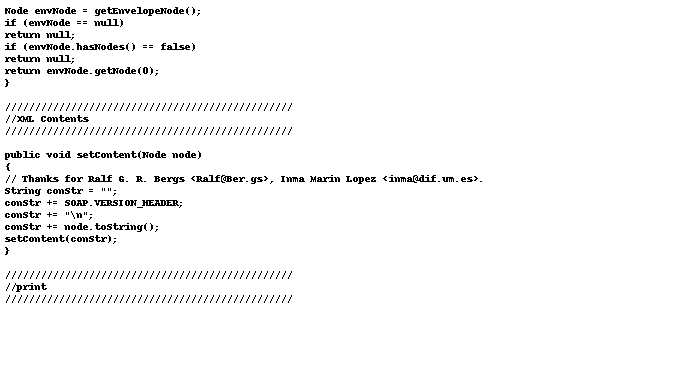 Node envNode = getEnvelopeNode();
if (envNode == null)
return null;
if (envNode.hasNodes() == false)
return null;
return envNode.getNode(0);
}
////////////////////////////////////////////////
//XML Contents
////////////////////////////////////////////////
public void setContent(Node node)
{
// Thanks for Ralf G. R. Bergs <Ralf@Ber.gs>, Inma Marin Lopez <inma@dif.um.es>.
String conStr = "";
conStr += SOAP.VERSION_HEADER;
conStr += "\n";
conStr += node.toString();
setContent(conStr);
}
////////////////////////////////////////////////
//print
////////////////////////////////////////////////